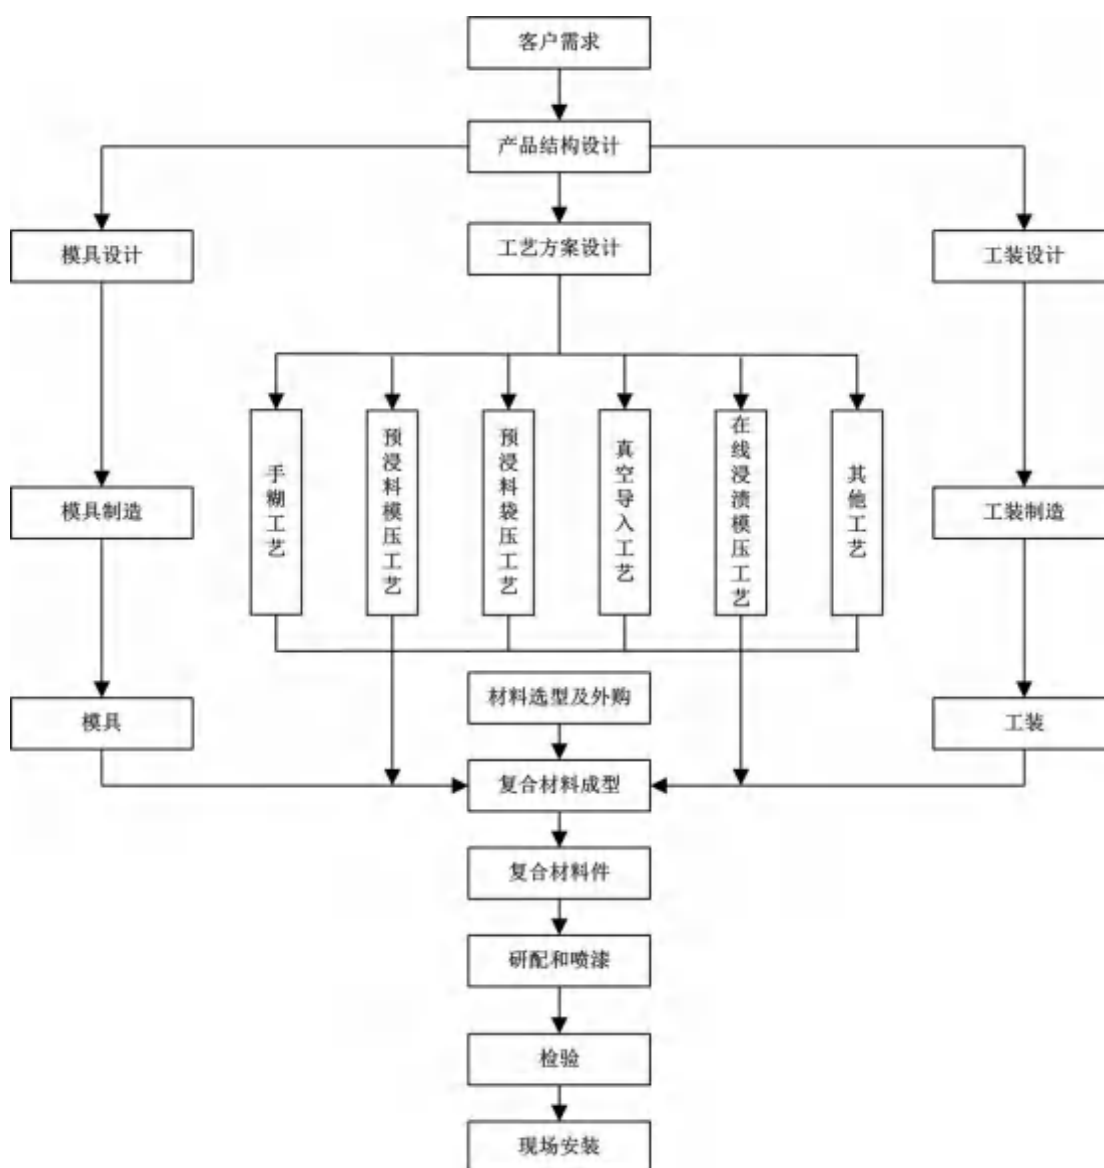 客户需求
产品结构设计
模具设计
工艺方案设计
工装设计
手糊工艺
预浸料模压工艺
预浸料袋压工艺
真空导入工艺
在线浸渍模压工艺
其他工艺
模具制造
工装制造
材料选型及外购
模具
工装
复合材料成型
复合材料件
研配和喷漆
检验
现场安装